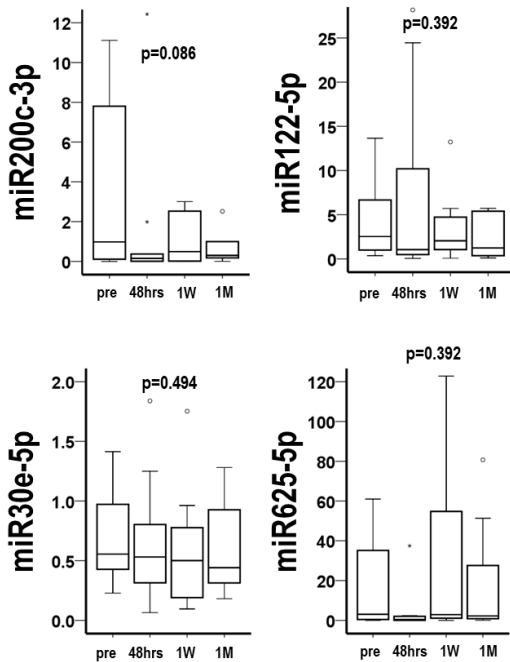 miR200c-3p
p=0.086
12
10
8
6
4
2
0
pre 48hrs 1W 1M
miR122-5p
p=0.392
25
20
15
10
5
0
pre 48hrs 1W 1M
miR30e-5p
p=0.494
2.0
1.5
1.0
0.5
0.0
pre 48hrs 1W 1M
miR625-5p
p=0.392
120
100
80
60
40
20
0
pre 48hrs 1W 1M